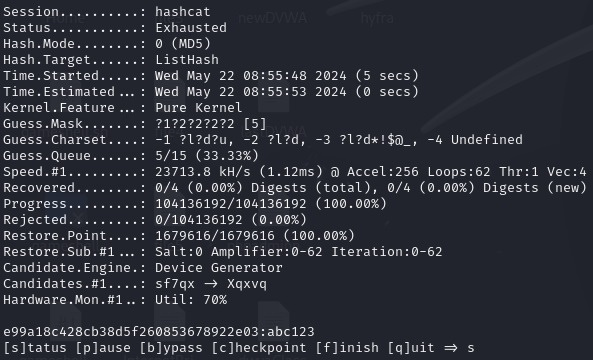 newDVWA hytra
Session..........: hashcat
Status...........: Exhausted
Hash.Mode........: 0 (MD5)
Hash.Target......: ListHash
Time.Started.....: Wed May 22 08:55:48 2024 (5 secs)
Time.Estimated...: Wed May 22 08:55:53 2024 (0 secs)
Kernel.Feature...: Pure Kernel
Guess.Mask.......: ?1?2?2?2?2 [5]
Guess.Charset....: -1 ?l?d?u, -2 ?l?d, -3 ?l?d*!$@_, -4 Undefined
Guess.Queue......: 5/15 (33.33%)
Speed.#1.........: 23713.8 kH/s (1.12ms) @ Accel:256 Loops:62 Thr:1 Vec:4
Recovered........: 0/4 (0.00%) Digests (total), 0/4 (0.00%) Digests (new)
Progress.........: 104136192/104136192 (100.00%)
Rejected.........: 0/104136192 (0.00%)
Restore.Point....: 1679616/1679616 (100.00%)
Restore.Sub.#1...: Salt:0 Amplifier:0-62 Iteration:0-62
Candidate.Engine.: Device Generator
Candidates.#1....: sf7qx -> Xqxvq
Hardware.Mon.#1..: Util: 70%
e99a18c428cb38d5f260853678922e03:abc123
[s]tatus [p]ause [b]ypass [c]heckpoint [f]inish [q]uit => s